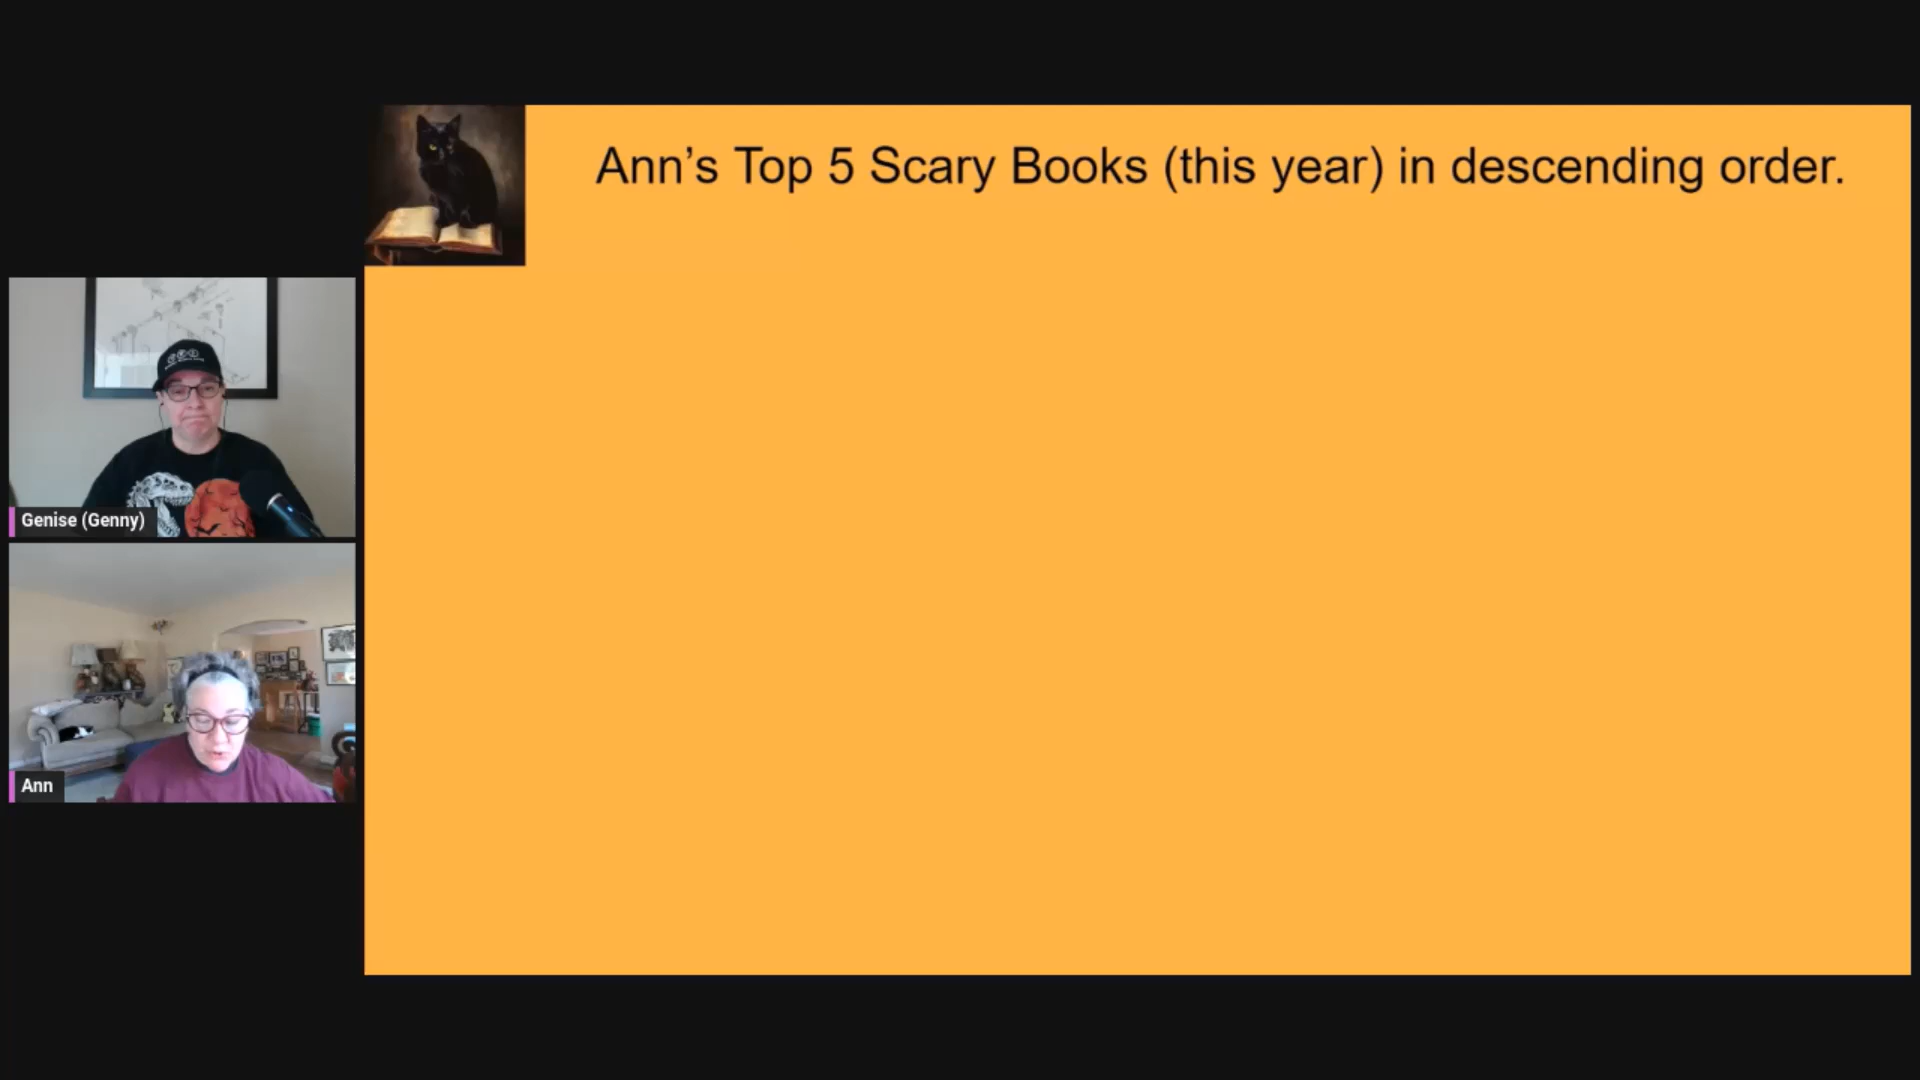 Ann's Top 5 Scary Books (this year) in descending order.
Genise (Genny)
Ann